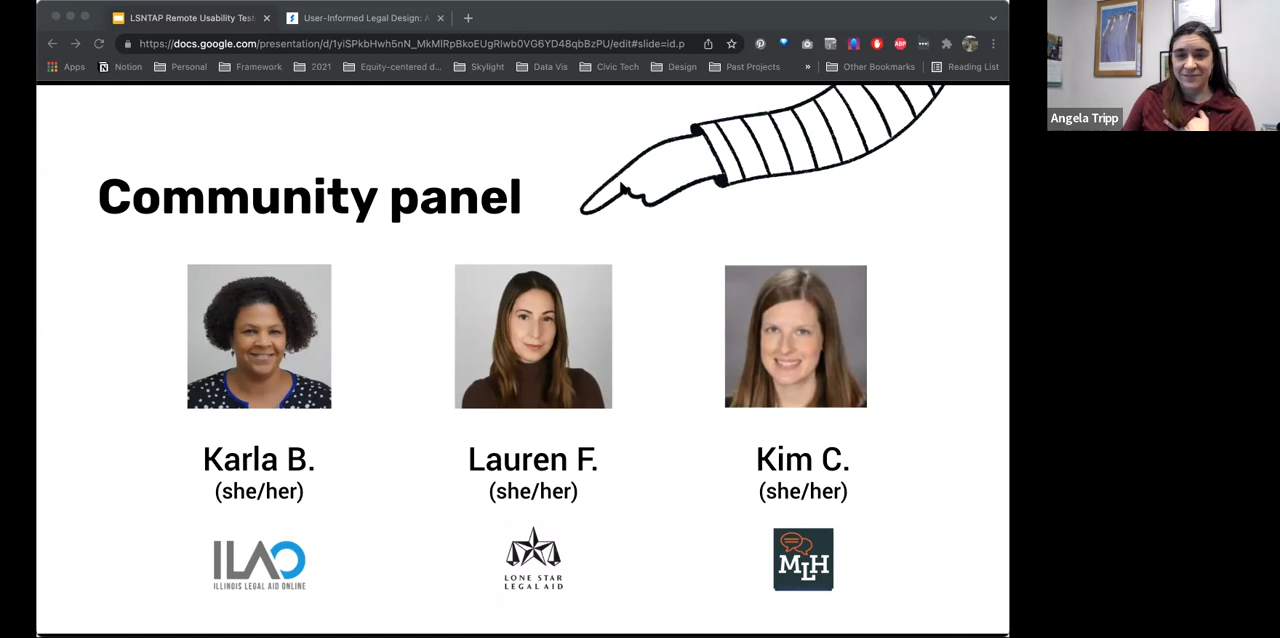 LSNTAP Remote Usability Test
User-Informed Legal Design: A
https://docs.google.com/presentation/d/1yiSPkbHwh5nN_MkMIRpBkoEUgRIwb0VG6YD48qbBzPU/edit#slide=id.p
ABP
Apps
Notion
Personal
Framework
2021
Equity-centered d...
Skylight
Data Vis
Civic Tech
Design
Past Projects
»
Other Bookmarks
Reading List
Angela Tripp
Community panel
Karla B.
(she/her)
Lauren F.
(she/her)
Kim C.
(she/her)
ILAO
ILLINOIS LEGAL AID ONLINE
LONE STAR
LEGAL AID
MLH